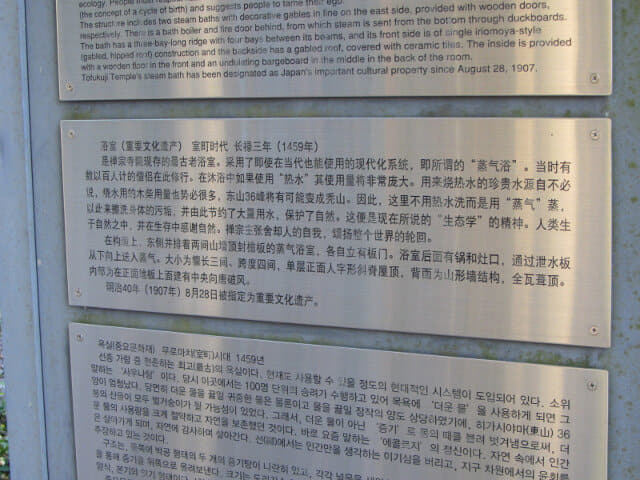 ecology. People must
(the concept of a cycle of birth) and suggests people to tame their ego.
The structure includes two steam baths with decorative gables in line on the east side, provided with wooden doors,
respectively. There is a bath boiler and fire door behind, from which steam is sent from the bottom through duckboards.
The bath has a three-bay-long ridge with four bays between its beams, and its front side is of single iriomoya-style
(gabled, hipped roof) construction and the backside has a gabled roof, covered with ceramic tiles. The inside is provided
with a wooden floor in the front and an undulating bargeboard in the middle in the back of the room.
Tofukuji Temple's steam bath has been designated as Japan's important cultural property since August 28, 1907.
浴室（重要文化遗产） 室町时代 长禄三年（1459年）
是禅宗寺院现存的最古老浴室。采用了即使在当代也能使用的现代化系统，即所谓的“蒸气浴”。当时有
数以百人计的僧侣在此修行。在沐浴中如果使用“热水”其使用量将非常庞大。用来烧热水的珍贵水源自不必
说，烧水用的木柴用量也势必很多，东山36峰将有可能变成秃山。因此，这里不用热水洗而是用“蒸气”蒸，
以此来搓洗身体的污垢，并由此节约了大量用水，保护了自然。这便是现在所说的“生态学”的精神。人类生
于自然之中，并在生存中感谢自然。禅宗主张舍却人的自我，颂扬整个世界的轮回。
在构造上，东侧并排着两间山墙顶封檐板的蒸气浴室，各自立有板门。浴室后面有锅和灶口，通过泄水板
从下向上送入蒸气。大小为檩长三间、跨度四间，单层正面人字形斜脊屋顶，背面为山形墙结构，全瓦葺顶。
内部为在正面地板上面建有中央向唐破风。
明治40年（1907年）8月28日被指定为重要文化遗产。
욕실(중요문화재) 무로마치(室町)시대 1459년
선종 가람 중 현존하는 최고(最古)의 욕실이다. 현재도 사용할 수 있을 정도의 현대적인 시스템이 도입되어 있다. 소위
말하는 '사우나탕' 이다. 당시 이곳에서는 100명 단위의 승려가 수행하고 있어 목욕에 '더운 물' 을 사용하게 되면 그
양이 엄청났다. 당연히 더운 물을 끓일 귀중한 물은 물론이고 물을 끓일 장작의 양도 상당하였기에, 히가시야마(東山) 36
봉의 산들이 모두 벌거숭이가 될 가능성이 있었다. 그래서, 더운 물이 아닌 '증기' 로 몸의 때를 불려 벗겨냄으로써, 더
운 물의 사용량을 크게 절약하고 자연을 보존했던 것이다. 바로 요즘 말하는 '에콜로지' 의 정신이다. 자연 속에서 인간
은 살아가게 되며, 자연에 감사하며 살아간다. 선(禪)에서는 인간만을 생각하는 이기심을 버리고, 지구 차원에서의 윤회를
주장하고 있는 것이다.
구조는, 동쪽에 박공 형태의 두 개의 증기탕이 나란히 있고, 각각
을 통해 증기를 위쪽으로 올려보낸다. 크기는